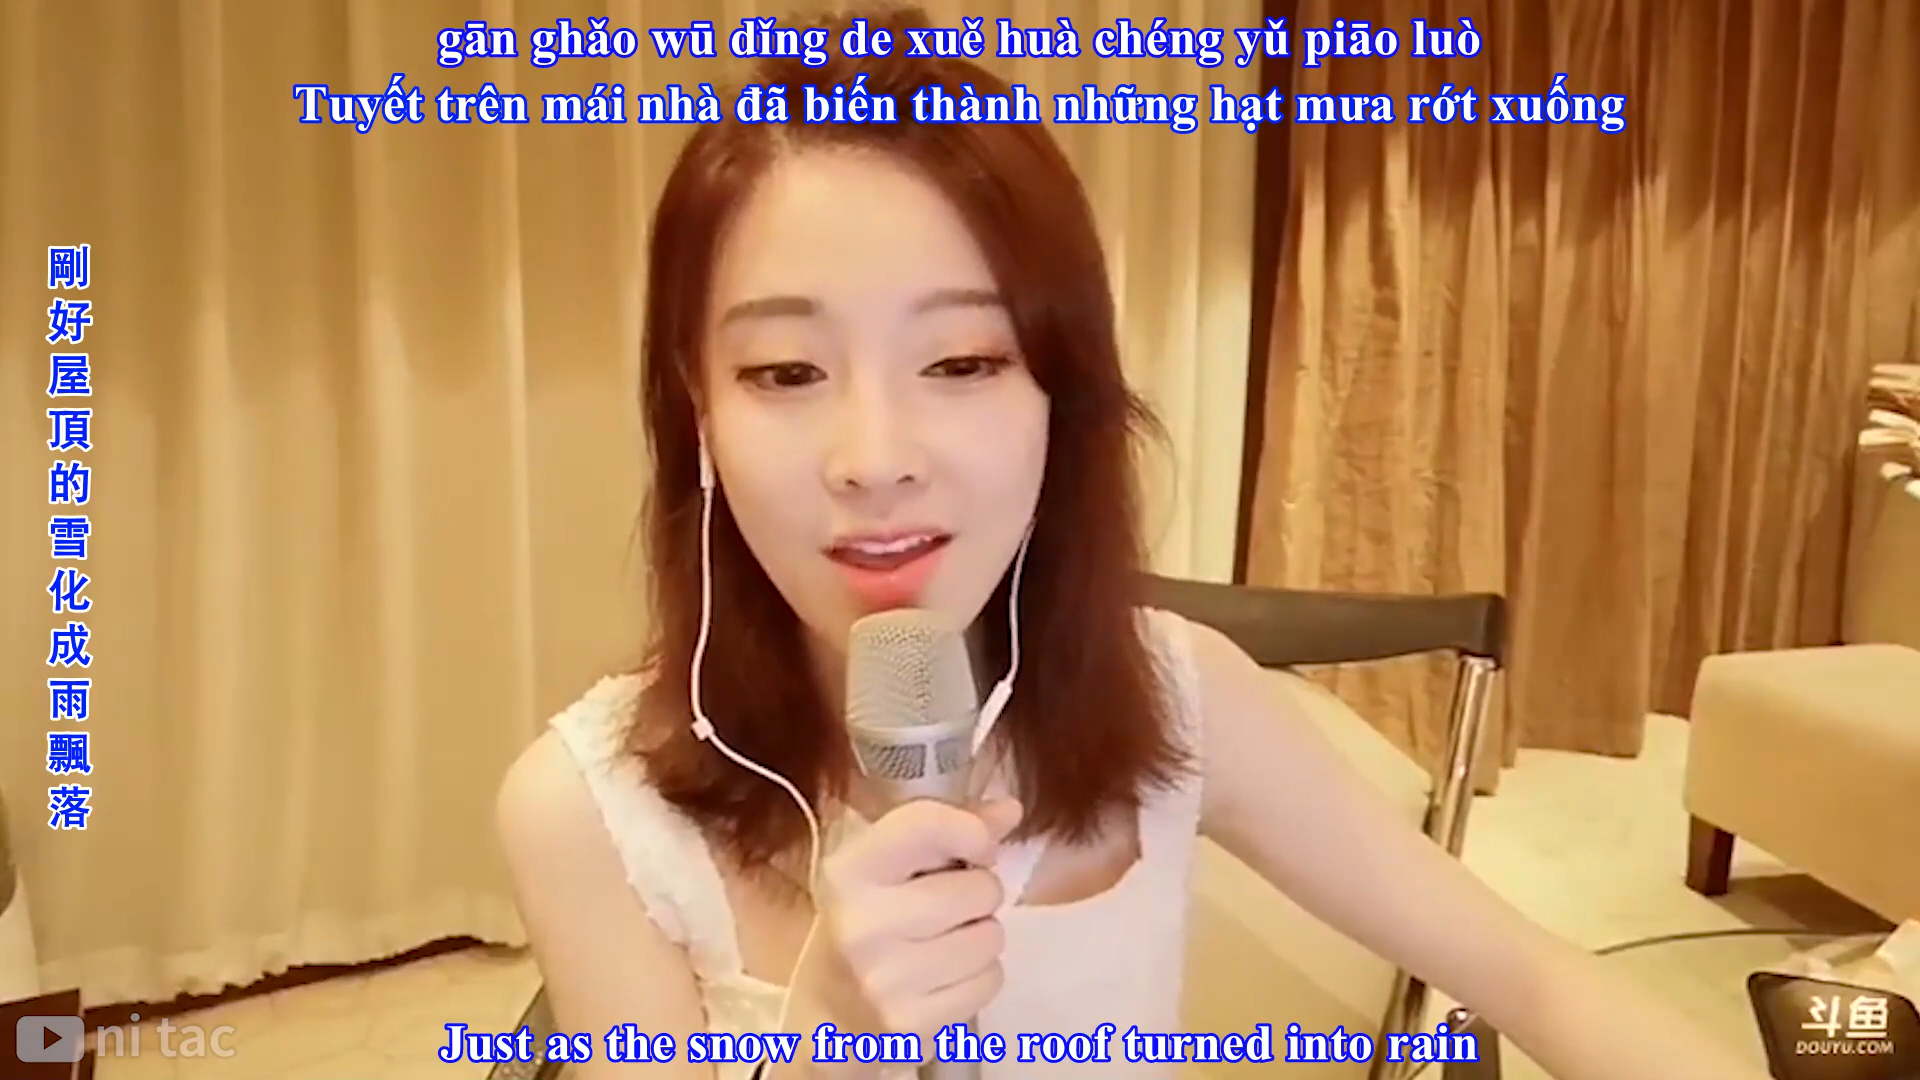 gān ghǎo wū dǐng de xuě huà chéng yǔ piāo luò
Tuyết trên mái nhà đã biến thành những hạt mưa rớt xuống
剛好屋頂的雪化成雨飄落
ni tac
Just as the snow from the roof turned into rain
斗鱼
DOUYU.COM